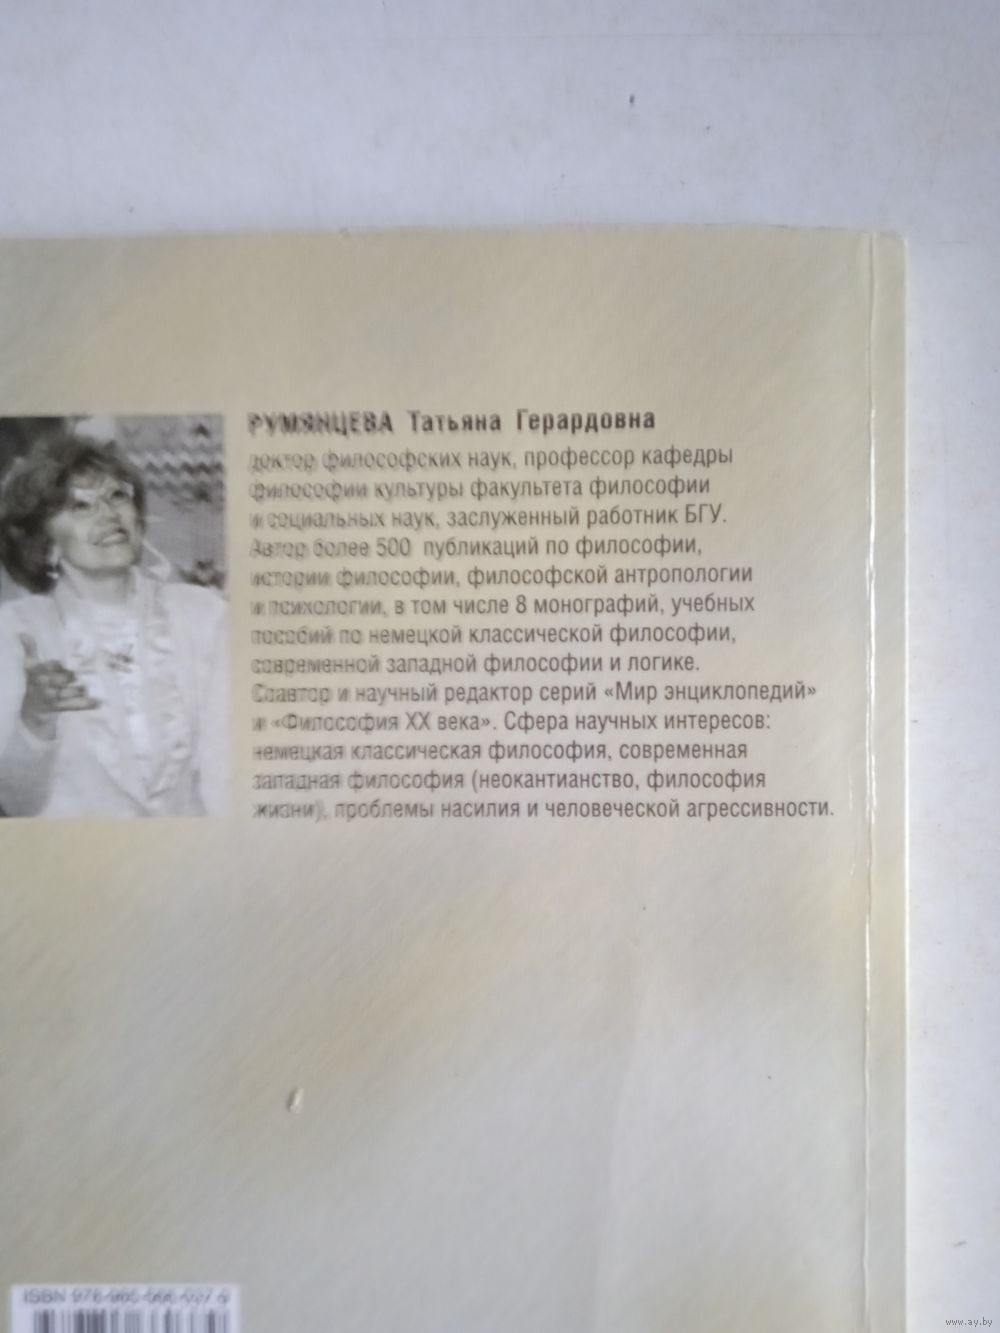 РУМЯНЦЕВА Татьяна Герардовна
доктор философских наук, профессор кафедры
философии культуры факультета философии
и социальных наук, заслуженный работник БГУ.
Автор более 500 публикаций по философии,
истории философии, философской антропологии
и психологии, в том числе 8 монографий, учебных
пособий по немецкой классической философии,
современной западной философии и логике.
Соавтор и научный редактор серий «Мир энциклопедий»
и «Философия XX века». Сфера научных интересов:
немецкая классическая философия, современная
западная философия (неокантианство, философия
жизни), проблемы насилия и человеческой агрессивности.
ISBN
www.ay.by